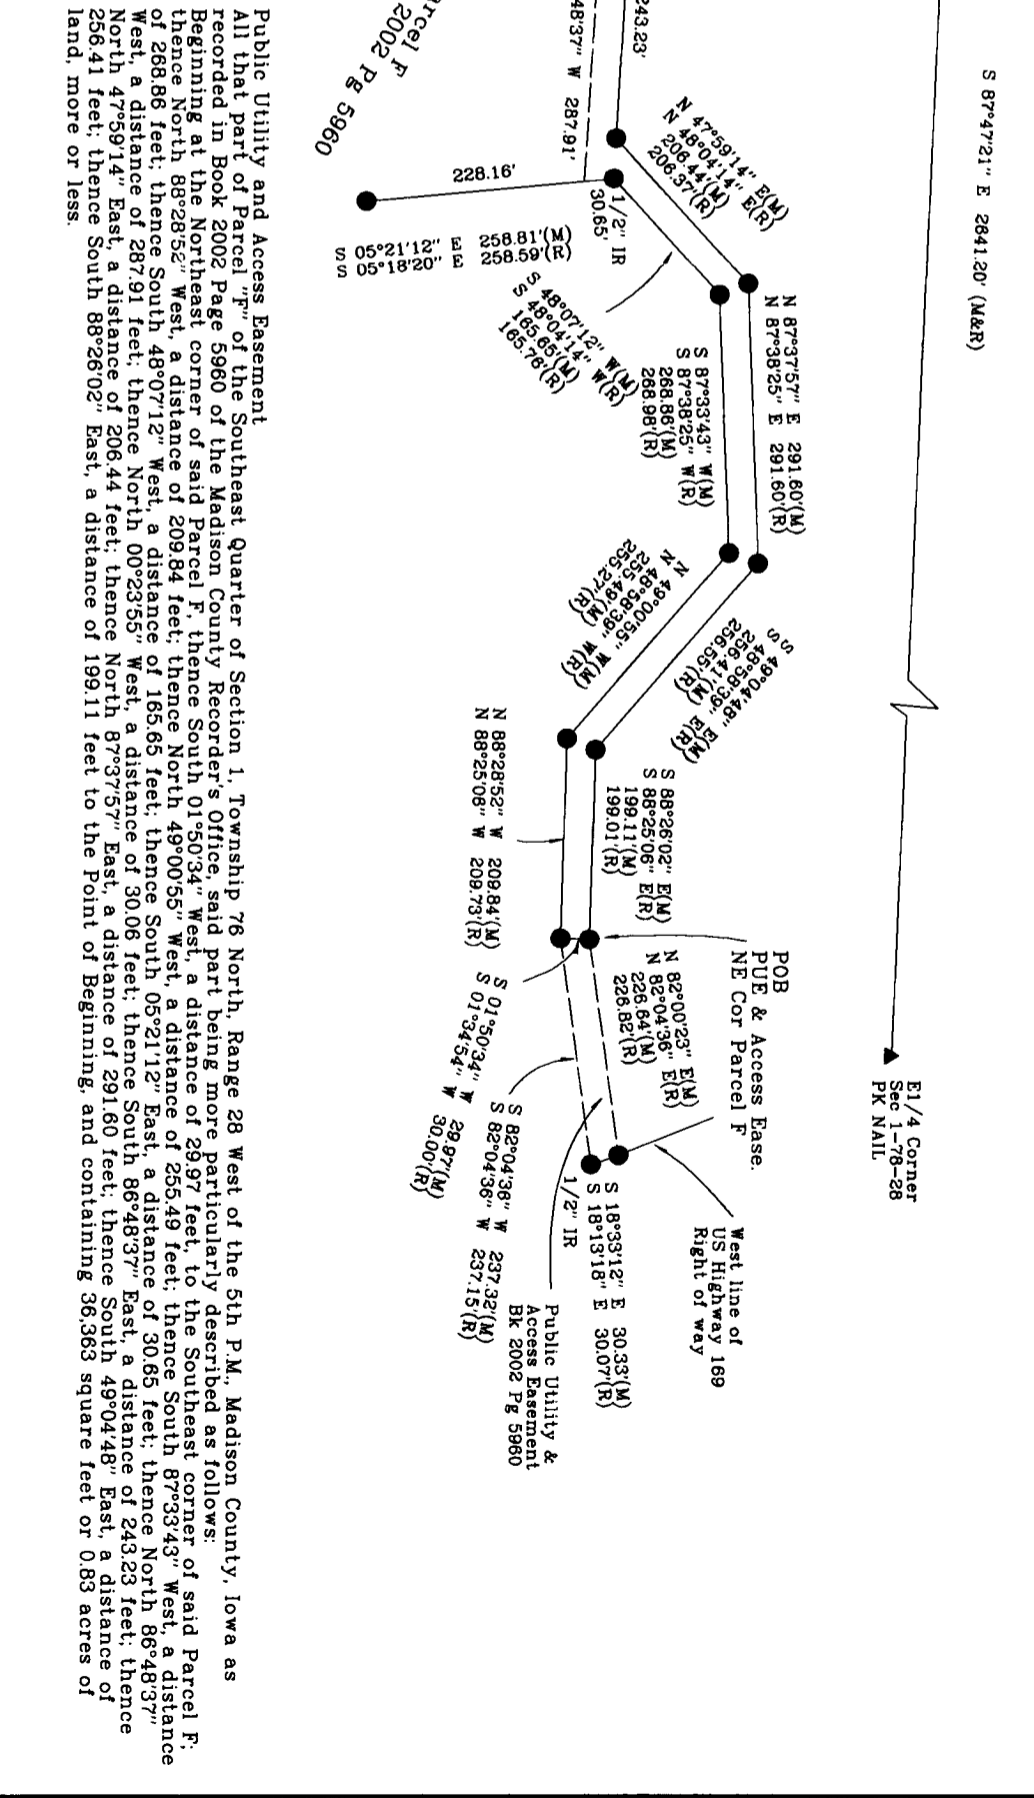 S 87°47'21" E 2641.20' (M&R)
E1/4 Corner
Sec 1-78-28
PK NAIL
243.23'
48'37" W 287.91'
N 47°59'14" E(M)
N 48°04'14" E(R)
206.44'(M)
206.37'(R)
N 87°37'57" E 291.60'(M)
N 87°38'25" E 291.60'(R)
1/2" IR
30.65'
228.16'
S 05°21'12" E 258.81'(M)
S 05°18'20" E 258.59'(R)
rcel F
2002 Pg 5960
S 48°07'12" W(M)
S 48°04'14" W(R)
165.65'(M)
165.76'(R)
S 87°33'43" W(M)
S 87°38'25" W(R)
268.86'(M)
268.98'(R)
S 49°04'48" E(M)
S 48°58'39" E(R)
256.41'(M)
256.55'(R)
N 49°00'55" W(M)
N 48°58'39" W(R)
255.49'(M)
255.27'(R)
S 88°26'02" E(M)
S 88°25'06" E(R)
199.11'(M)
199.01'(R)
N 88°28'52" W 209.84'(M)
N 88°25'06" W 209.73'(R)
POB
PUE & Access Ease.
NE Cor Parcel F
N 82°00'23" E(M)
N 82°04'36" E(R)
226.64'(M)
226.82'(R)
S 01°50'34" W 29.97'(M)
S 01°34'54" W 30.00'(R)
S 82°04'36" W 237.32'(M)
S 82°04'36" W 237.15'(R)
West line of
US Highway 169
Right of way
S 18°33'12" E 30.33'(M)
S 18°13'18" E 30.07'(R)
1/2" IR
Public Utility &
Access Easement
Bk 2002 Pg 5960
Public Utility and Access Easement
All that part of Parcel "F" of the Southeast Quarter of Section 1, Township 76 North, Range 28 West of the 5th P.M., Madison County, Iowa as
recorded in Book 2002 Page 5960 of the Madison County Recorder's Office, said part being more particularly described as follows:
Beginning at the Northeast corner of said Parcel F, thence South 01°50'34" West, a distance of 29.97 feet, to the Southeast corner of said Parcel F;
thence North 88°28'52" West, a distance of 209.84 feet; thence North 49°00'55" West, a distance of 255.49 feet; thence South 87°33'43" West, a distance
of 268.86 feet; thence South 48°07'12" West, a distance of 165.65 feet; thence South 05°21'12" East, a distance of 30.65 feet; thence North 86°48'37"
West, a distance of 287.91 feet; thence North 00°23'55" West, a distance of 30.06 feet; thence South 86°48'37" East, a distance of 243.23 feet; thence
North 47°59'14" East, a distance of 206.44 feet; thence North 87°37'57" East, a distance of 291.60 feet; thence South 49°04'48" East, a distance of
256.41 feet; thence South 88°26'02" East, a distance of 199.11 feet to the Point of Beginning, and containing 36,363 square feet or 0.83 acres of
land, more or less.